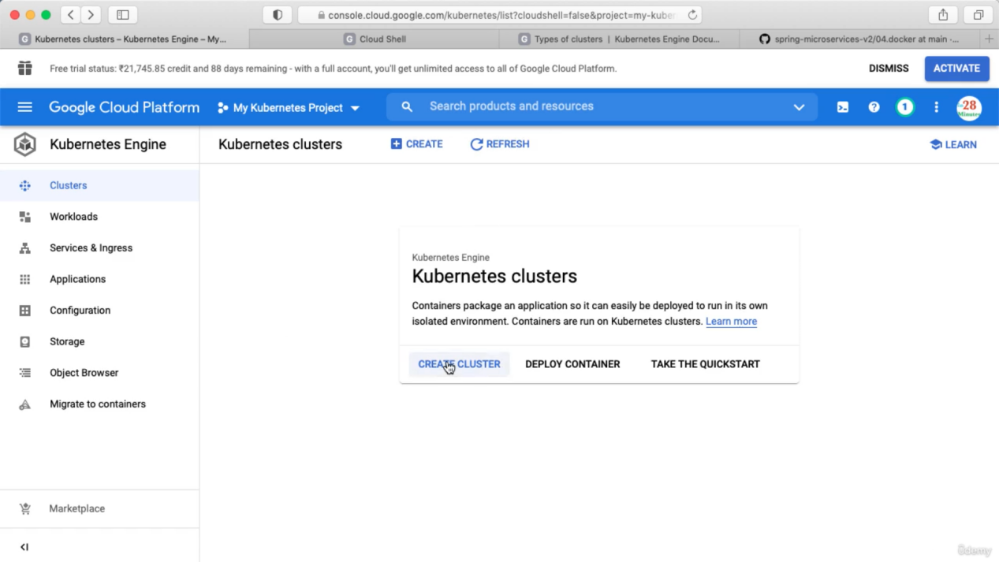 console.cloud.google.com/kubernetes/list?cloudshell=false&project=my-kuber
Kubernetes clusters – Kubernetes Engine – My...
Cloud Shell
Types of clusters | Kubernetes Engine Docu...
spring-microservices-v2/04.docker at main ·...
Free trial status: ₹21,745.85 credit and 88 days remaining - with a full account, you'll get unlimited access to all of Google Cloud Platform.
DISMISS
ACTIVATE
Google Cloud Platform
My Kubernetes Project
Search products and resources
1
28
Minutes
Kubernetes Engine
Kubernetes clusters
CREATE
REFRESH
LEARN
Clusters
Workloads
Services & Ingress
Applications
Configuration
Storage
Object Browser
Migrate to containers
Marketplace
Kubernetes Engine
Kubernetes clusters
Containers package an application so it can easily be deployed to run in its own
isolated environment. Containers are run on Kubernetes clusters. Learn more
CREATE CLUSTER
DEPLOY CONTAINER
TAKE THE QUICKSTART
ûdemy